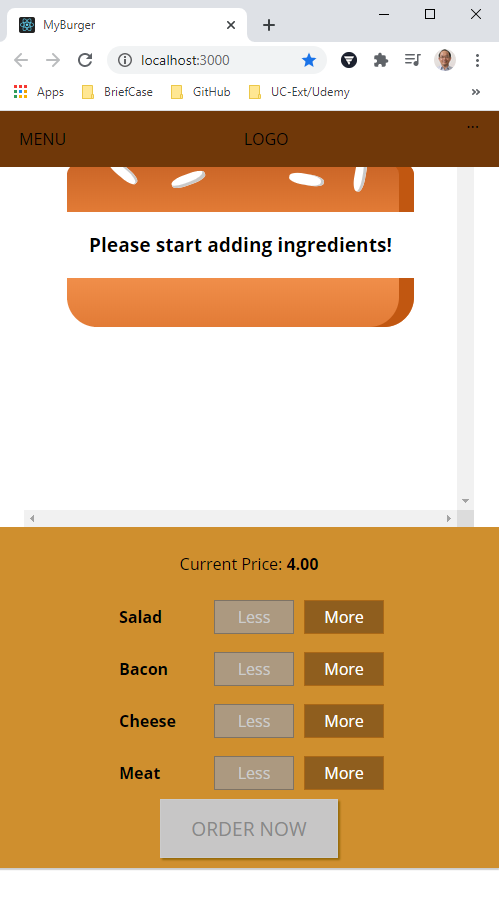 MyBurger
localhost:3000
Apps BriefCase GitHub UC-Ext/Udemy »
MENU LOGO ...
Please start adding ingredients!
Current Price: 4.00
Salad Less More
Bacon Less More
Cheese Less More
Meat Less More
ORDER NOW